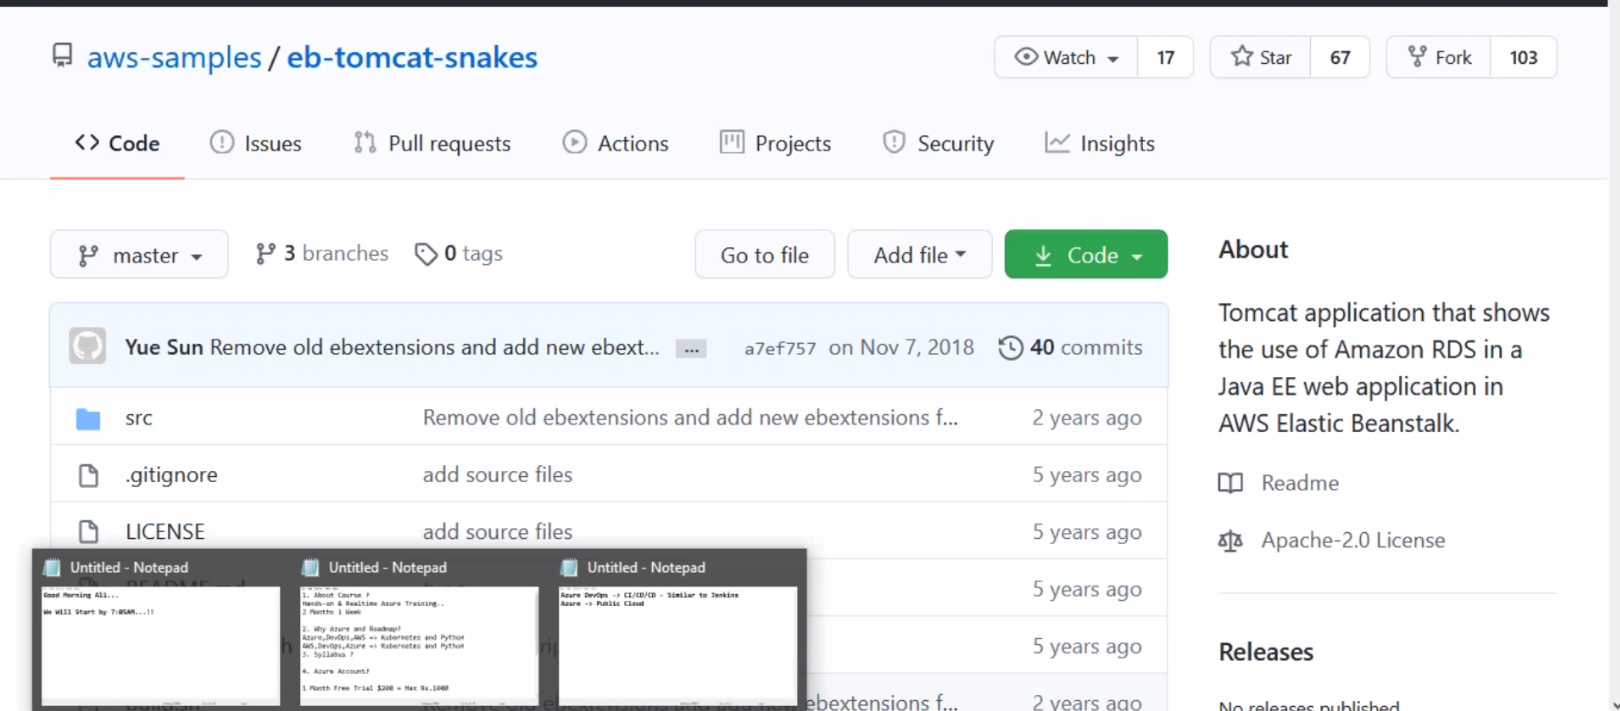 aws-samples / eb-tomcat-snakes
Watch 17 Star 67 Fork 103
Code Issues Pull requests Actions Projects Security Insights
master 3 branches 0 tags Go to file Add file Code
Yue Sun Remove old ebextensions and add new ebext... ... a7ef757 on Nov 7, 2018 40 commits
src Remove old ebextensions and add new ebextensions f... 2 years ago
.gitignore add source files 5 years ago
LICENSE add source files 5 years ago
README.md 5 years ago
5 years ago
ebextensions f... 2 years ago
About
Tomcat application that shows
the use of Amazon RDS in a
Java EE web application in
AWS Elastic Beanstalk.
Readme
Apache-2.0 License
Releases
No releases published
Untitled - Notepad
Good Morning All...
We Will Start by 7:05AM...!!
Untitled - Notepad
1. About Course ?
Hands-on & Realtime Azure Training..
2 Months 1 Week
2. Why Azure and Roadmap?
Azure,DevOps,AWS => Kubernetes and Python
AWS,DevOps,Azure => Kubernetes and Python
3. Syllabus ?
4. Azure Account?
1 Month Free Trial $200 + Max Rs.1000
Untitled - Notepad
Azure DevOps -> CI/CD/CD - Similar to Jenkins
Azure -> Public Cloud